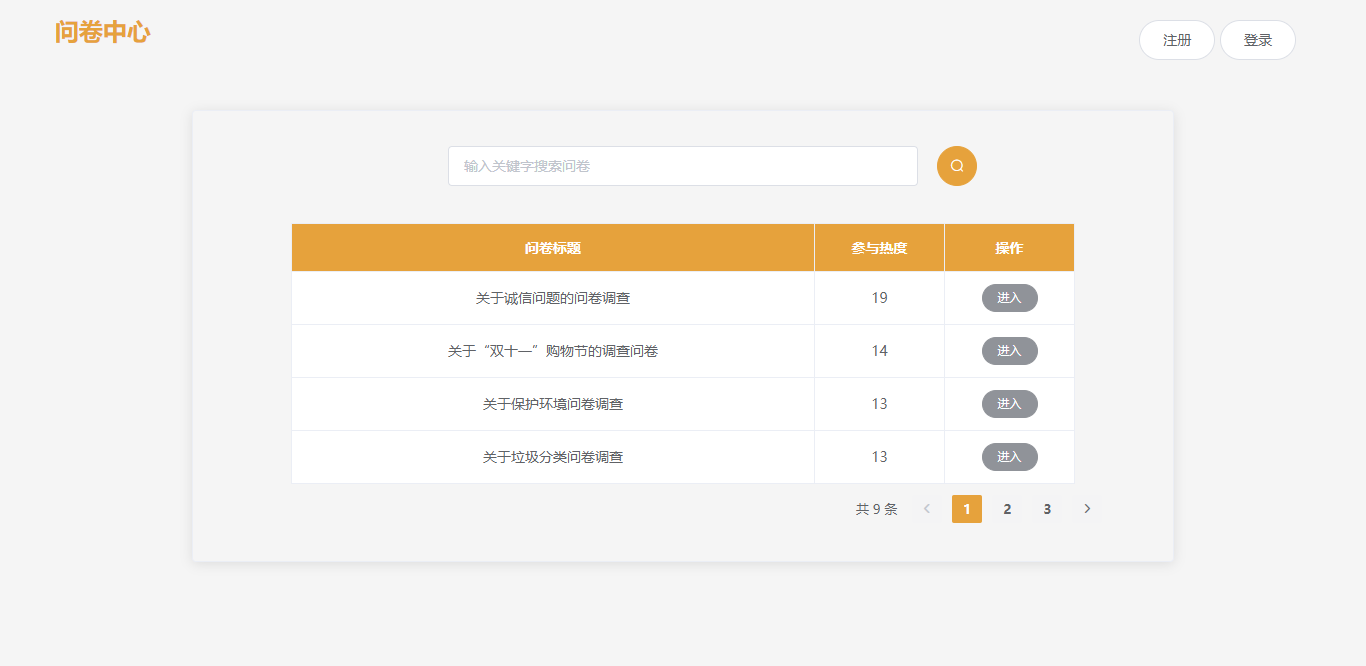 问卷中心
注册 登录
输入关键字搜索问卷
问卷标题 参与热度 操作
关于诚信问题的问卷调查 19 进入
关于“双十一”购物节的调查问卷 14 进入
关于保护环境问卷调查 13 进入
关于垃圾分类问卷调查 13 进入
共 9 条 1 2 3